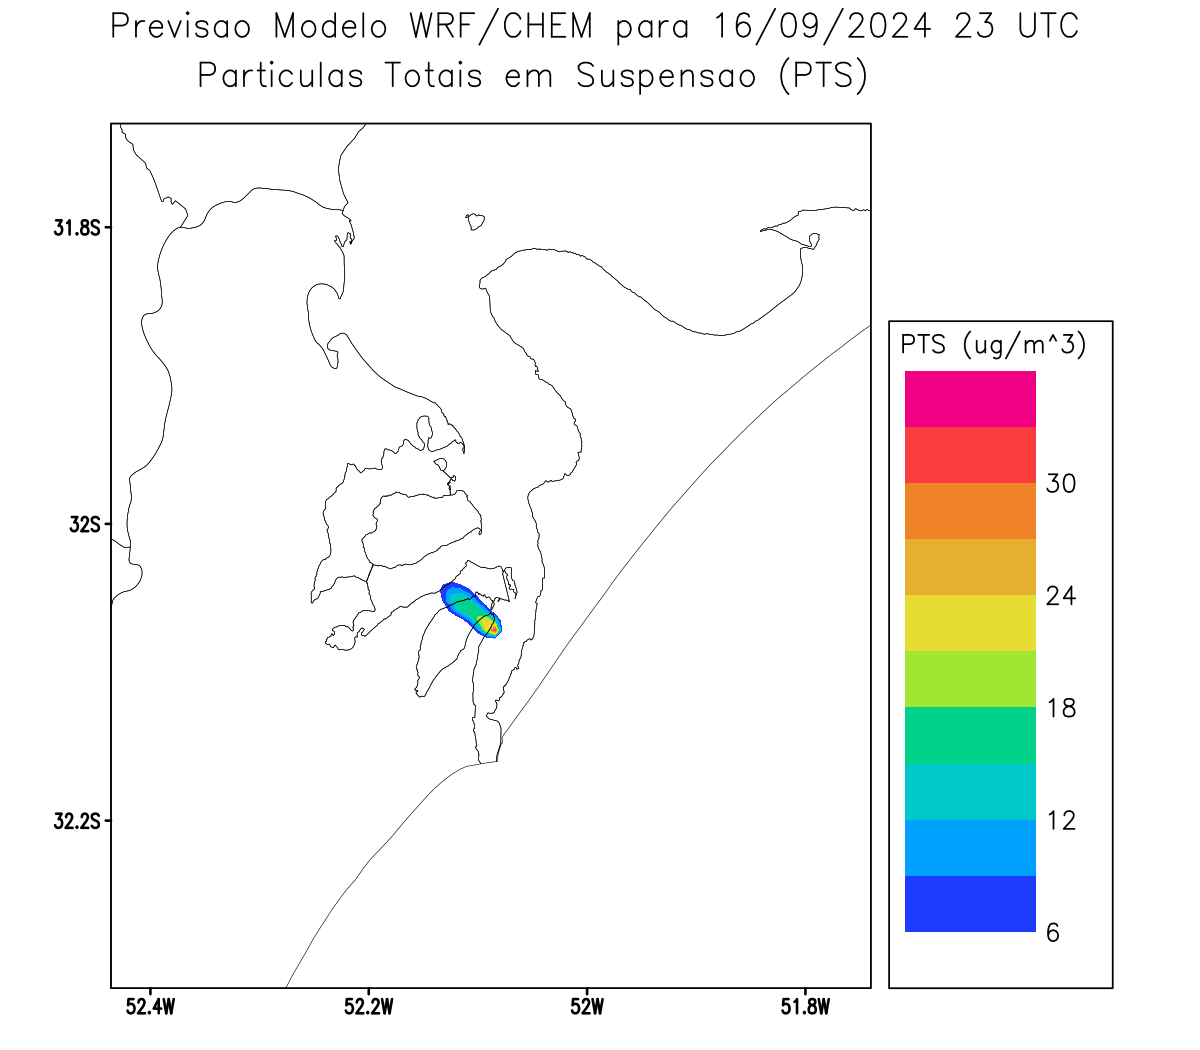 Previsao Modelo WRF/CHEM para 16/09/2024 23 UTC
Particulas Totais em Suspensao (PTS)
31.8S
32S
32.2S
52.4W 52.2W 52W 51.8W
PTS (ug/m^3)
30
24
18
12
6